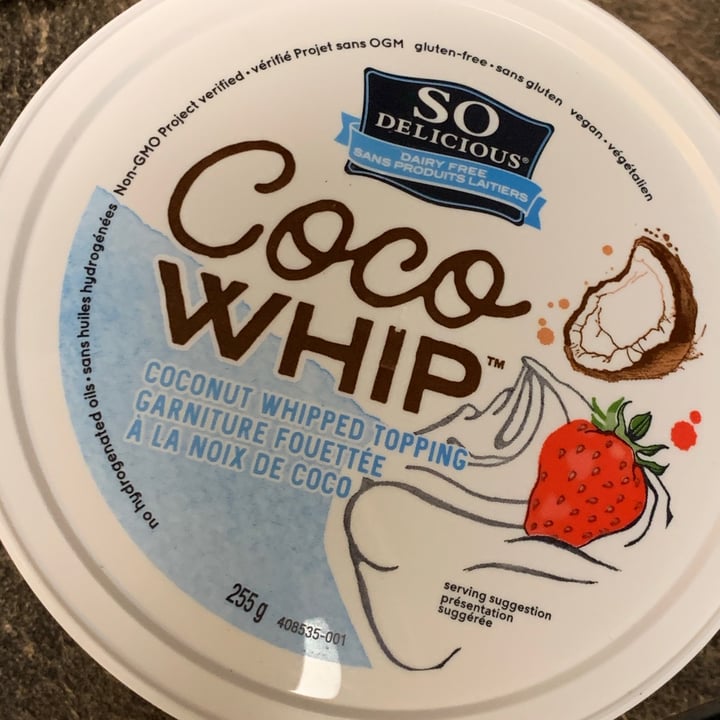 no hydrogenated oils • sans huiles hydrogénées Non-GMO Project verified • vérifié Projet sans OGM gluten-free • sans gluten vegan • végétalien
SO
DELICIOUS®
DAIRY FREE
SANS PRODUITS LAITIERS
Coco
WHIP™
COCONUT WHIPPED TOPPING
GARNITURE FOUETTÉE
À LA NOIX DE COCO
255 g 408535-001
serving suggestion
présentation
suggérée